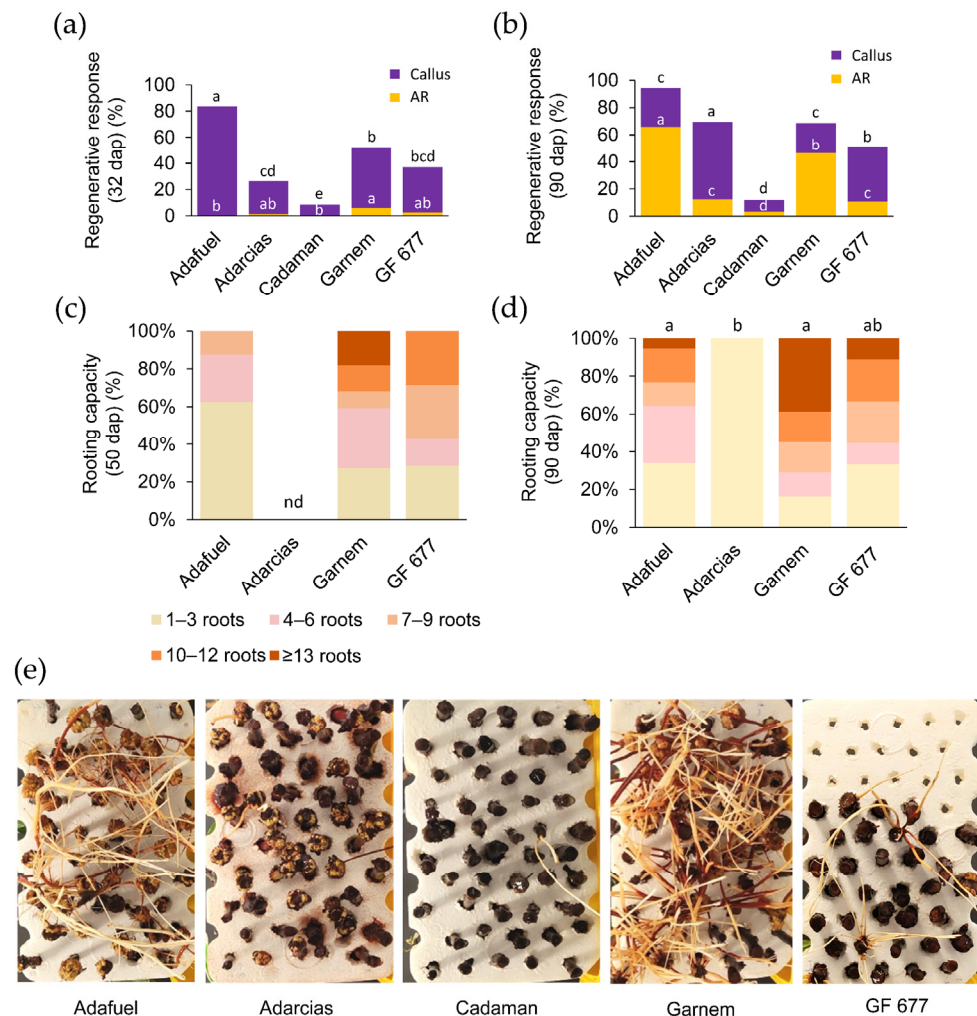 (a)
Regenerative response
(32 dap) (%)
100
80
60
40
20
0
Callus
AR
a
b
cd
ab
e
b
b
a
bcd
ab
Adafuel
Adarcias
Cadaman
Garnem
GF 677
(b)
Regenerative response
(90 dap) (%)
100
80
60
40
20
0
Callus
AR
c
a
a
c
d
d
c
b
b
c
Adafuel
Adarcias
Cadaman
Garnem
GF 677
(c)
Rooting capacity
(50 dap) (%)
100%
80%
60%
40%
20%
0%
nd
Adafuel
Adarcias
Garnem
GF 677
(d)
Rooting capacity
(90 dap) (%)
100%
80%
60%
40%
20%
0%
a
b
a
ab
Adafuel
Adarcias
Garnem
GF 677
1–3 roots
4–6 roots
7–9 roots
10–12 roots
≥13 roots
(e)
Adafuel
Adarcias
Cadaman
Garnem
GF 677